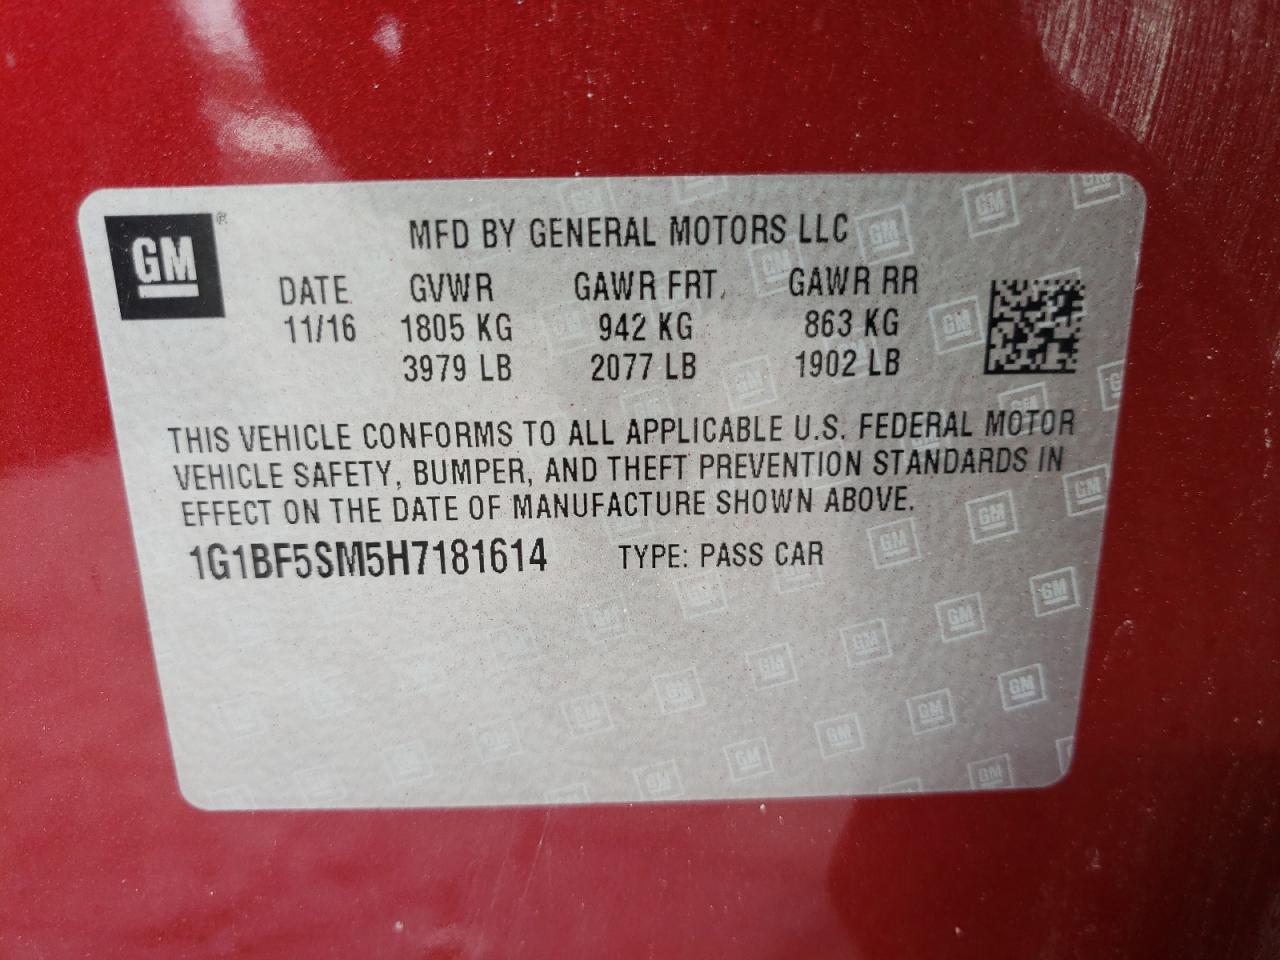 GM®
MFD BY GENERAL MOTORS LLC
DATE GVWR GAWR FRT. GAWR RR
11/16 1805 KG 942 KG 863 KG
3979 LB 2077 LB 1902 LB
THIS VEHICLE CONFORMS TO ALL APPLICABLE U.S. FEDERAL MOTOR
VEHICLE SAFETY, BUMPER, AND THEFT PREVENTION STANDARDS IN
EFFECT ON THE DATE OF MANUFACTURE SHOWN ABOVE.
1G1BF5SM5H7181614 TYPE: PASS CAR